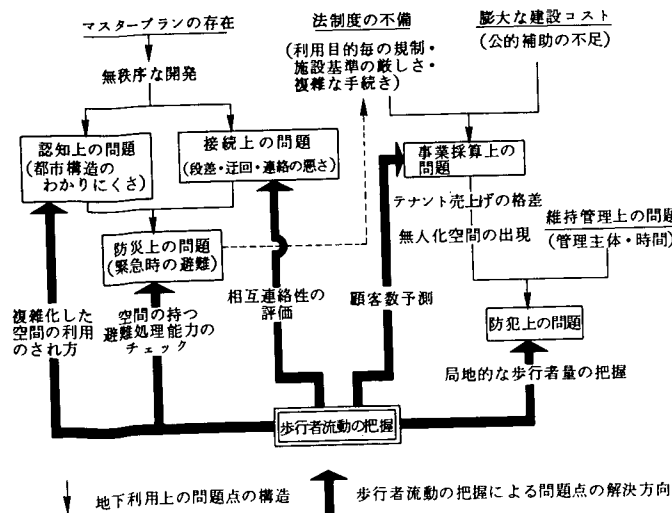 マスタープランの存在
法制度の不備
(利用目的毎の規制・
施設基準の厳しさ・
複雑な手続き)
膨大な建設コスト
(公的補助の不足)
無秩序な開発
認知上の問題
(都市構造の
わかりにくさ)
接続上の問題
(段差・迂回・連絡の悪さ)
事業採算上の
問題
テナント売上げの格差
無人化空間の出現
維持管理上の問題
(管理主体・時間)
防災上の問題
(緊急時の避難)
複雑化した
空間の利用
のされ方
空間の持つ
避難処理能力の
チェック
相互連絡性の
評価
顧客数予測
防犯上の問題
局地的な歩行者量の把握
歩行者流動の把握
地下利用上の問題点の構造
歩行者流動の把握による問題点の解決方向